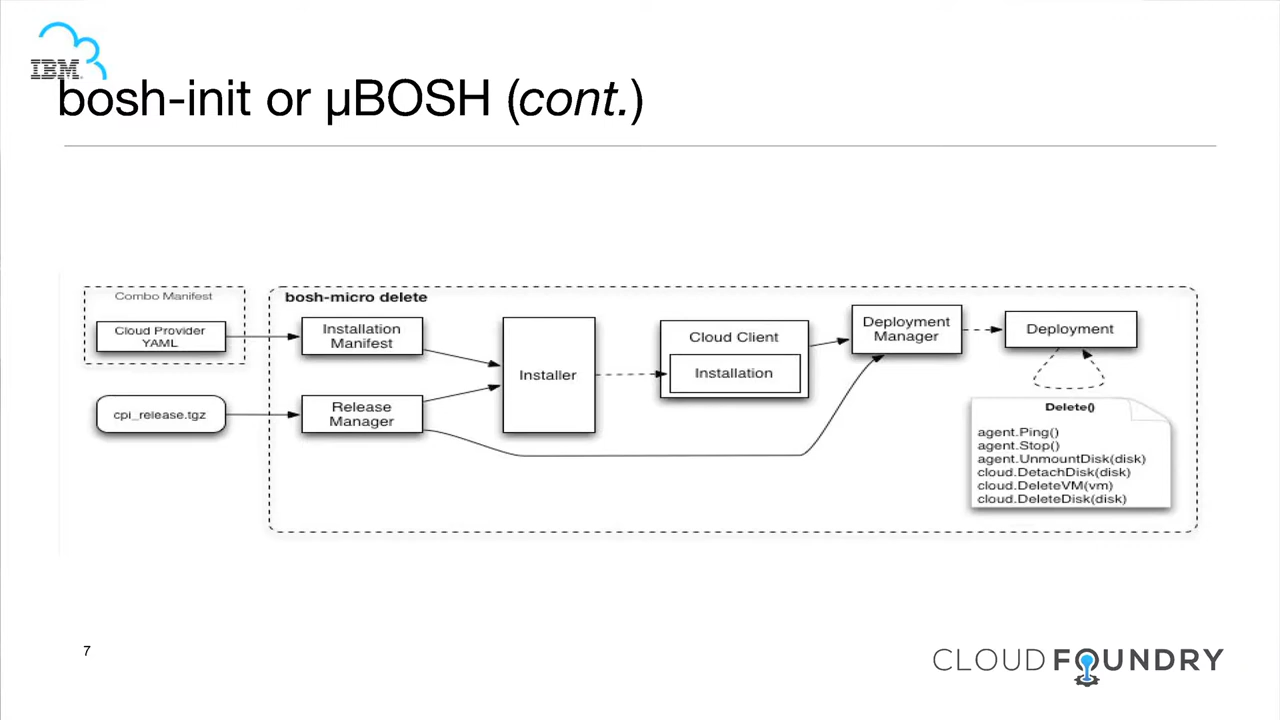 IBM
bosh-init or µBOSH (cont.)
Combo Manifest
Cloud Provider
YAML
cpi_release.tgz
bosh-micro delete
Installation
Manifest
Release
Manager
Installer
Cloud Client
Installation
Deployment
Manager
Deployment
Delete()
agent.Ping()
agent.Stop()
agent.UnmountDisk(disk)
cloud.DetachDisk(disk)
cloud.DeleteVM(vm)
cloud.DeleteDisk(disk)
7
CLOUD FOUNDRY